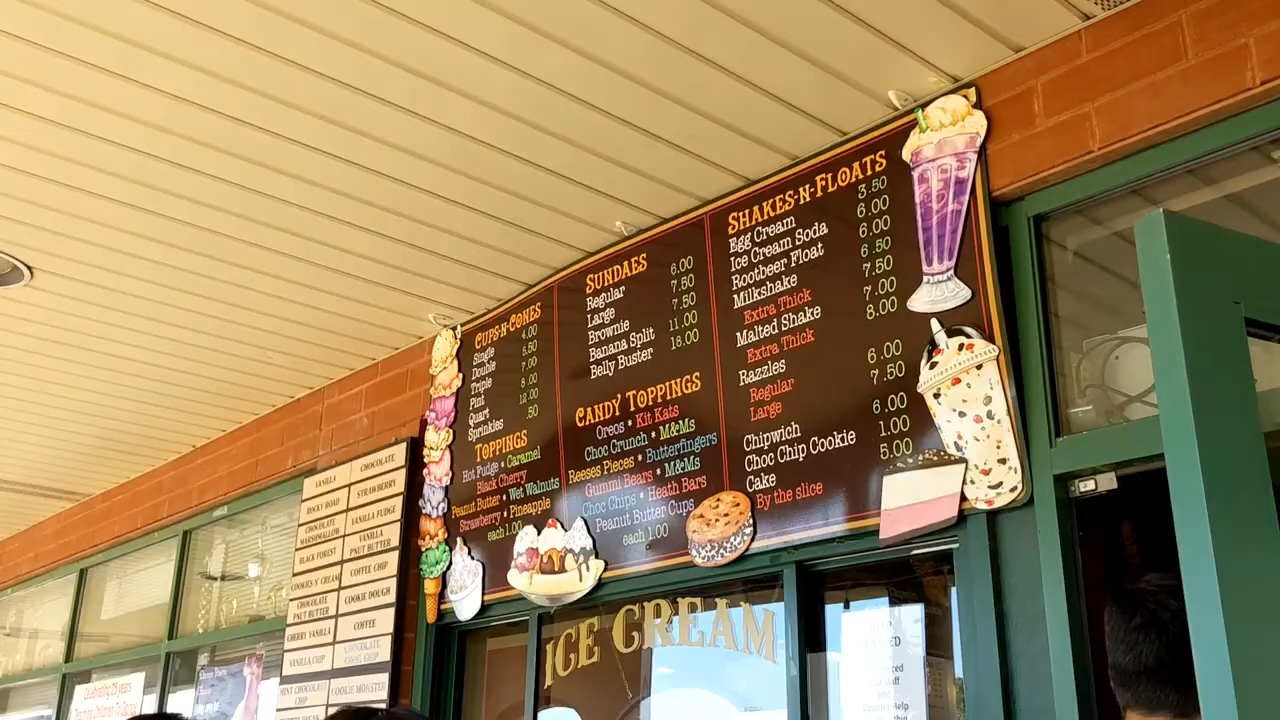 CUPS-N-CONES
Single 4.00
Double 5.50
Triple 7.00
Pint 8.00
Quart 12.00
Sprinkles .50
TOPPINGS
Hot Fudge * Caramel
Black Cherry
Peanut Butter * Wet Walnuts
Strawberry * Pineapple
each 1.00
SUNDAES
Regular 6.00
Large 7.50
Brownie 7.50
Banana Split 11.00
Belly Buster 18.00
CANDY TOPPINGS
Oreos * Kit Kats
Choc Crunch * M&Ms
Reeses Pieces * Butterfingers
Gummi Bears * M&Ms
Choc Chips * Heath Bars
Peanut Butter Cups
each 1.00
SHAKES-N-FLOATS
Egg Cream 3.50
Ice Cream Soda 6.00
Rootbeer Float 6.00
Milkshake 6.50
Extra Thick 7.50
Malted Shake 7.00
Extra Thick 8.00
Razzles
Regular 6.00
Large 7.50
Chipwich 6.00
Choc Chip Cookie 1.00
Cake 5.00
By the slice
VANILLA CHOCOLATE
ROCKY ROAD STRAWBERRY
CHOCOLATE MARSHMALLOW VANILLA FUDGE
BLACK FOREST VANILLA PNUT BUTTER
COOKIES N' CREAM COFFEE CHIP
CHOCOLATE PNUT BUTTER COOKIE DOUGH
CHERRY VANILLA COFFEE
VANILLA CHIP CHOCOLATE CHOC CHIP
MINT CHOCOLATE CHIP COOKIE MONSTER
ICE CREAM
Celebrating 25 years